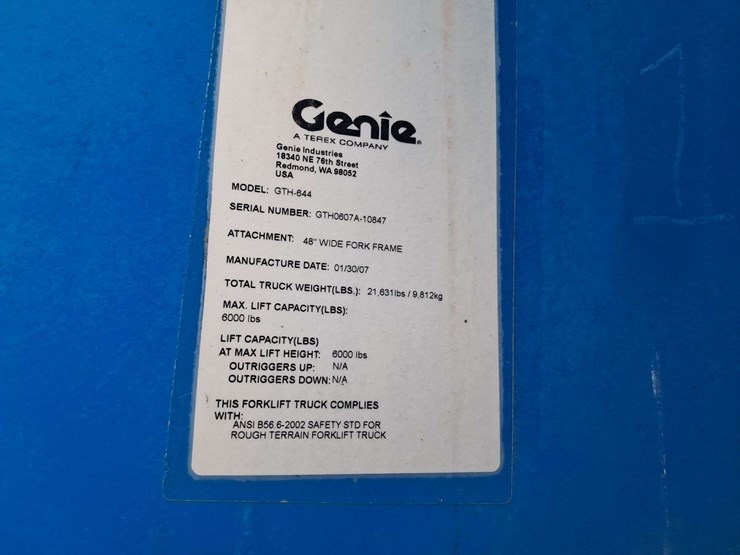 Genie
A TEREX COMPANY
Genie Industries
18340 NE 76th Street
Redmond, WA 98052
USA
MODEL: GTH-644
SERIAL NUMBER: GTH0607A-10847
ATTACHMENT: 48" WIDE FORK FRAME
MANUFACTURE DATE: 01/30/07
TOTAL TRUCK WEIGHT(LBS.): 21,631lbs / 9,812kg
MAX. LIFT CAPACITY(LBS):
6000 lbs
LIFT CAPACITY(LBS)
AT MAX LIFT HEIGHT: 6000 lbs
OUTRIGGERS UP: N/A
OUTRIGGERS DOWN: N/A
THIS FORKLIFT TRUCK COMPLIES
WITH:
ANSI B56.6-2002 SAFETY STD FOR
ROUGH TERRAIN FORKLIFT TRUCK